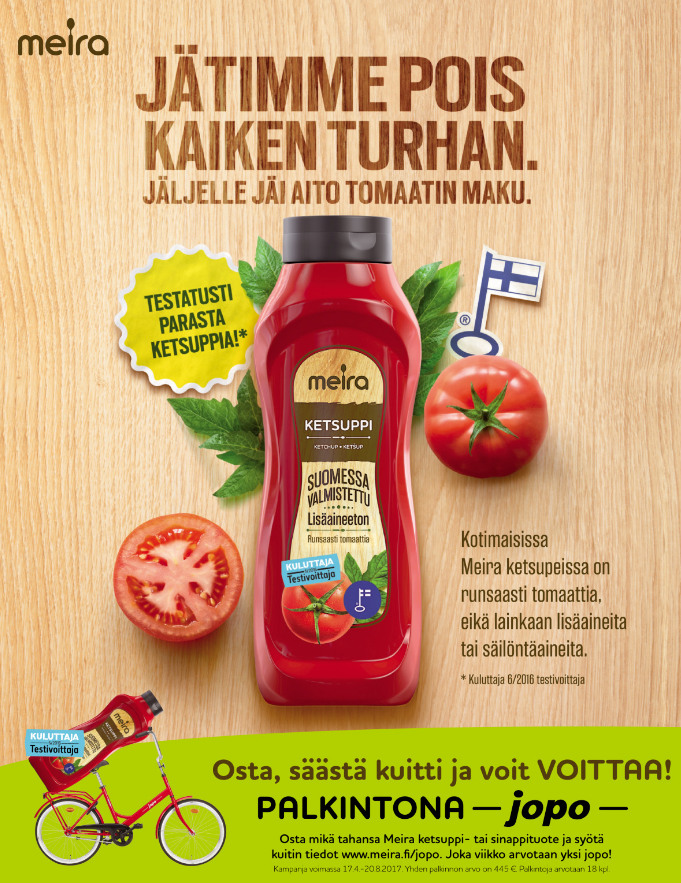 meira
JÄTIMME POIS
KAIKEN TURHAN.
JÄLJELLE JÄI AITO TOMAATIN MAKU.
TESTATUSTI
PARASTA
KETSUPPIA!*
®
meira
KETSUPPI
KETCHUP • KETSUP
SUOMESSA
VALMISTETTU
Lisäaineeton
Runsaasti tomaattia
KULUTTAJA
Testivoittaja
Kotimaisissa
Meira ketsupeissa on
runsaasti tomaattia,
eikä lainkaan lisäaineita
tai säilöntäaineita.
* Kuluttaja 6/2016 testivoittaja
meira
KETSUPPI
SUOMESSA
VALMISTETTU
KULUTTAJA
Testivoittaja
Osta, säästä kuitti ja voit VOITTAA!
PALKINTONA — jopo —
Osta mikä tahansa Meira ketsuppi- tai sinappituote ja syötä
kuitin tiedot www.meira.fi/jopo. Joka viikko arvotaan yksi jopo!
Kampanja voimassa 17.4.-20.8.2017. Yhden palkinnon arvo on 445 €. Palkintoja arvotaan 18 kpl.